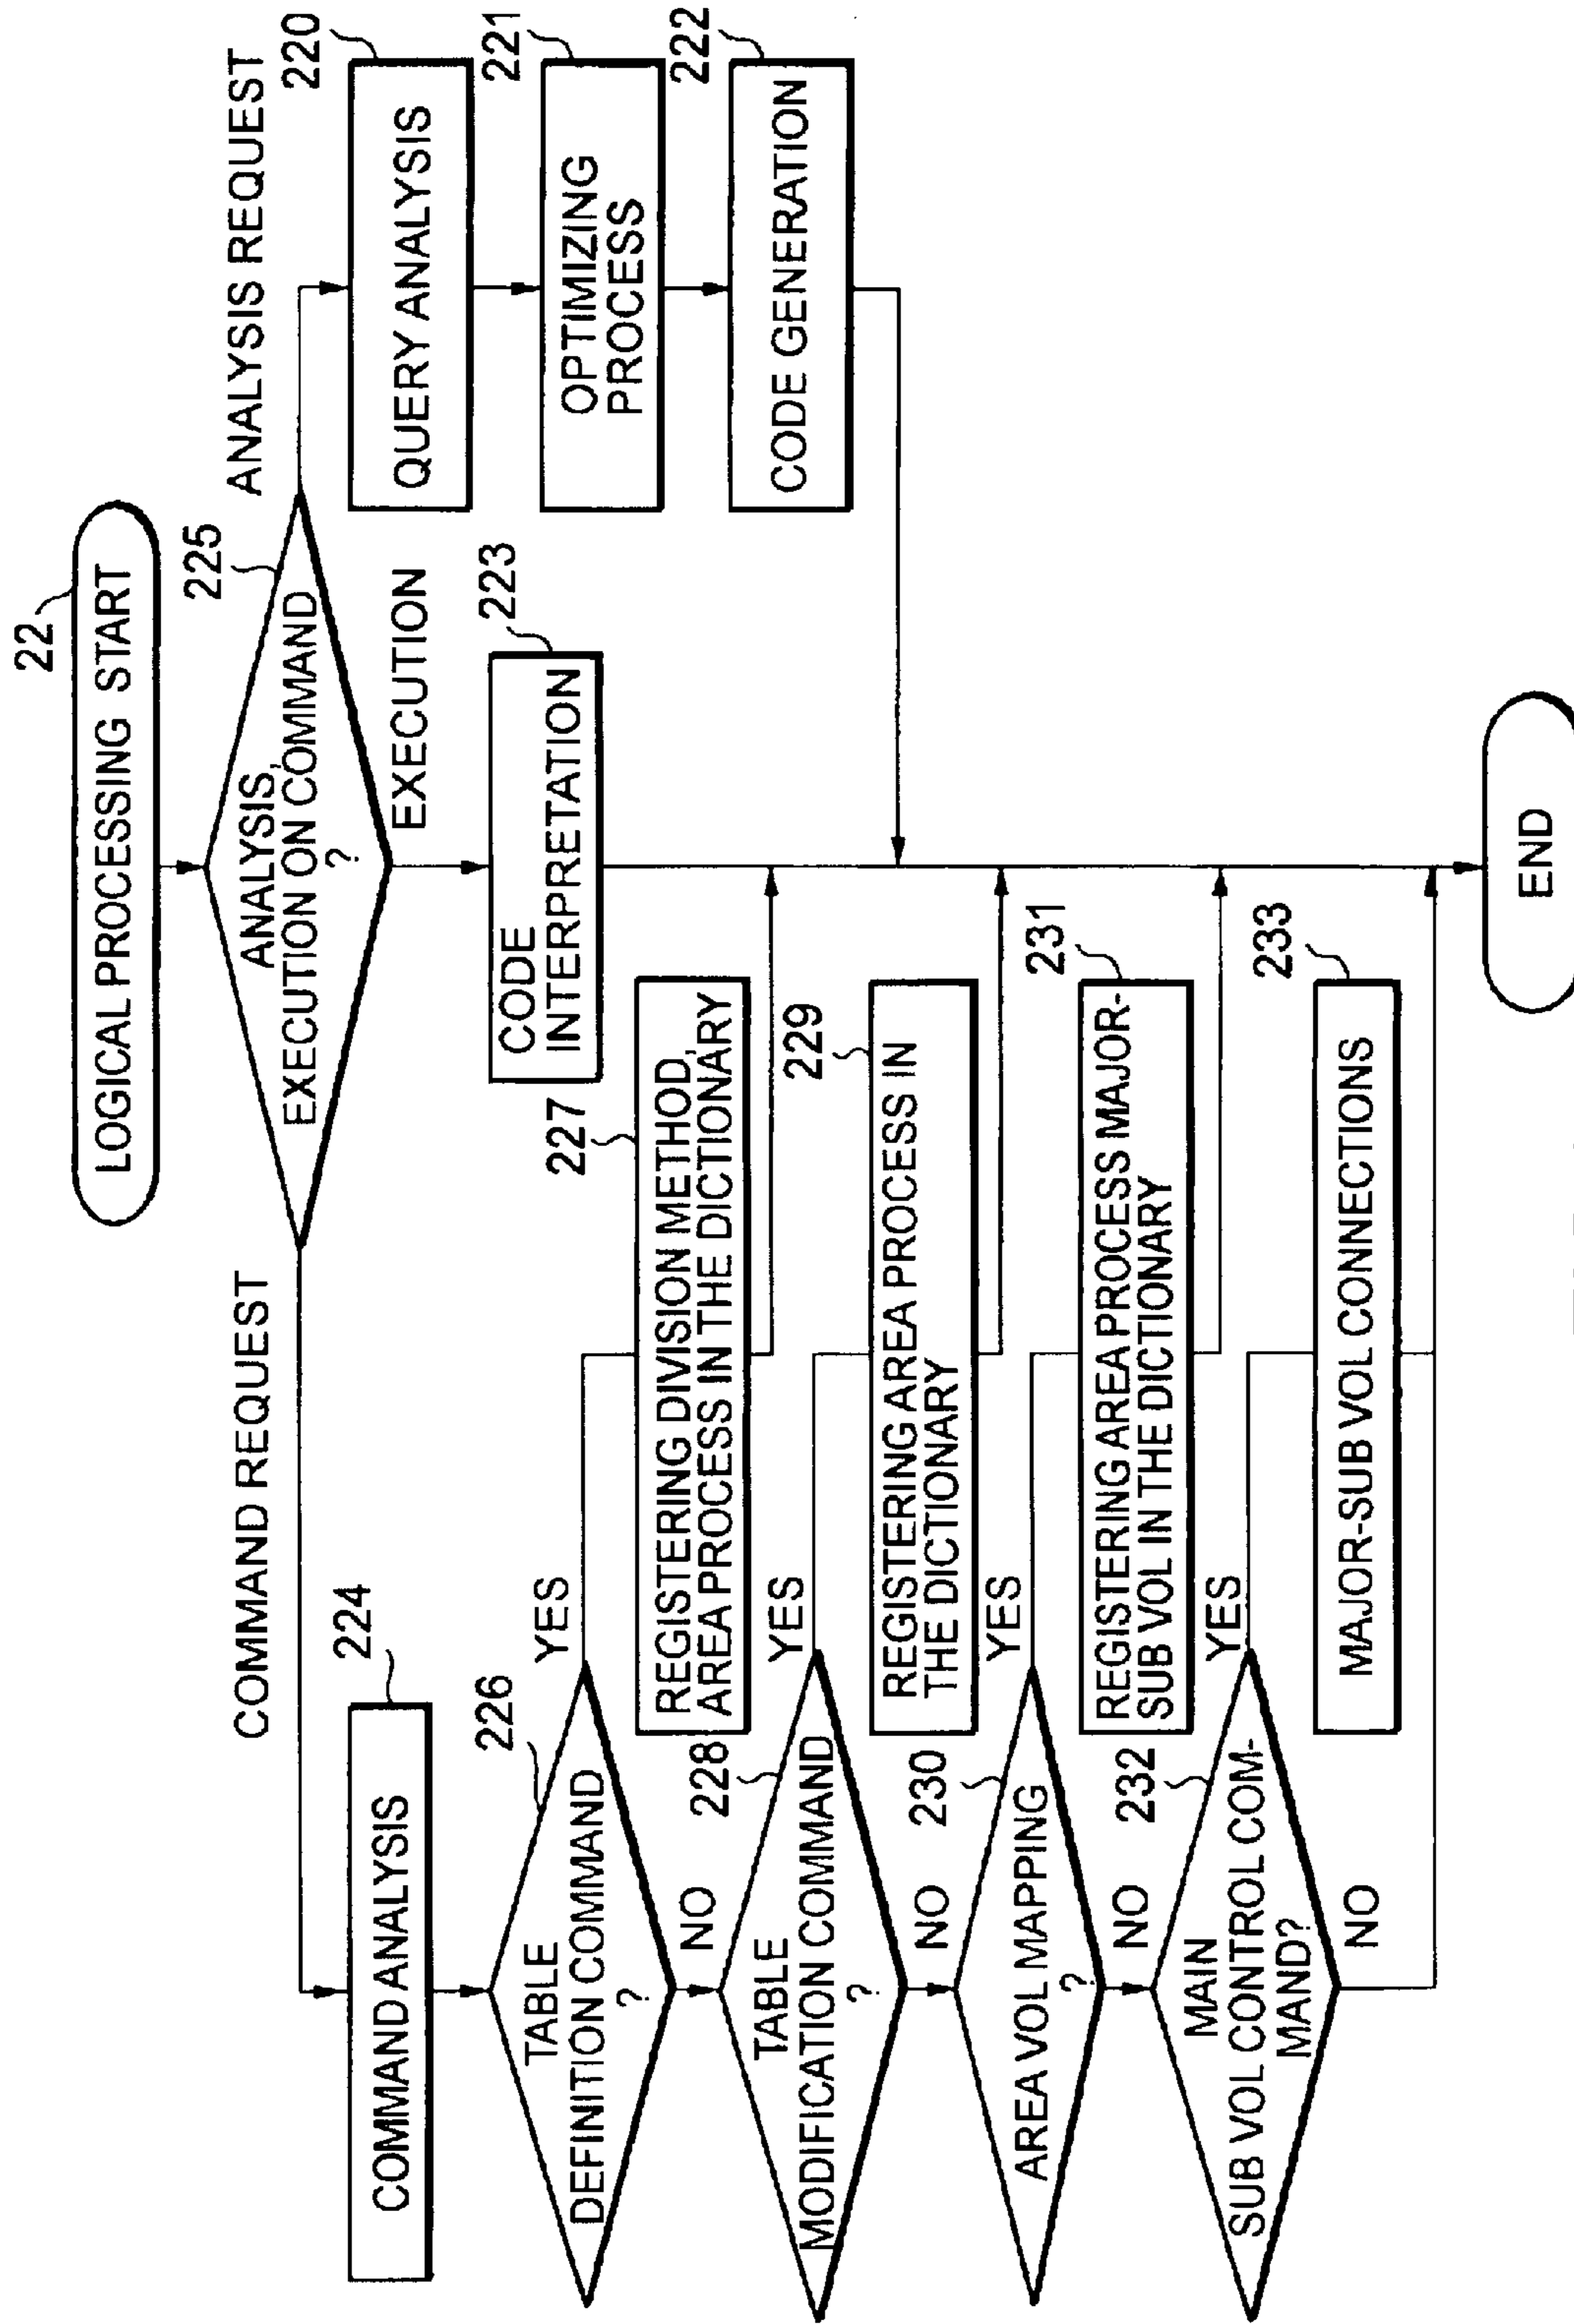 22
LOGICAL PROCESSING START
225
ANALYSIS,
EXECUTION ON COMMAND
?
COMMAND REQUEST
EXECUTION
ANALYSIS REQUEST
220
QUERY ANALYSIS
221
OPTIMIZING
PROCESS
222
CODE GENERATION
223
CODE
INTERPRETATION
224
COMMAND ANALYSIS
226
TABLE
DEFINITION COMMAND
?
YES
NO
227
REGISTERING DIVISION METHOD,
AREA PROCESS IN THE DICTIONARY
228
TABLE
MODIFICATION COMMAND
?
YES
NO
229
REGISTERING AREA PROCESS IN
THE DICTIONARY
230
AREA VOL MAPPING
?
YES
NO
231
REGISTERING AREA PROCESS MAJOR-
SUB VOL IN THE DICTIONARY
232
MAIN
SUB VOL CONTROL COM-
MAND?
YES
NO
233
MAJOR-SUB VOL CONNECTIONS
END